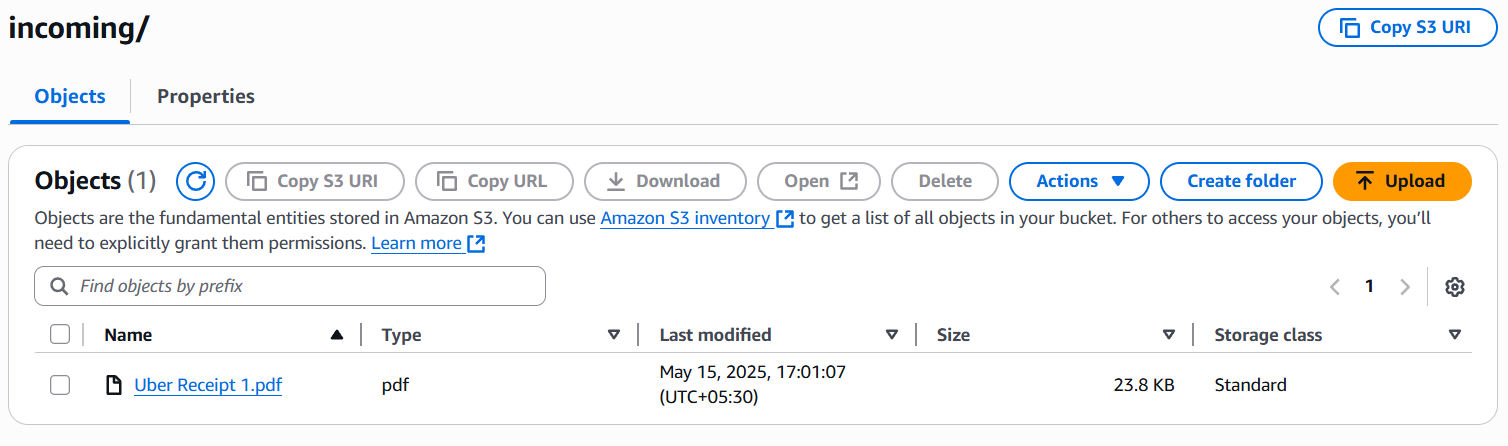 incoming/
Copy S3 URI
Objects
Properties
Objects (1)
Copy S3 URI
Copy URL
Download
Open
Delete
Actions
Create folder
Upload
Objects are the fundamental entities stored in Amazon S3. You can use Amazon S3 inventory to get a list of all objects in your bucket. For others to access your objects, you’ll
need to explicitly grant them permissions. Learn more
Find objects by prefix
1
Name
Type
Last modified
Size
Storage class
Uber Receipt 1.pdf
pdf
May 15, 2025, 17:01:07
(UTC+05:30)
23.8 KB
Standard